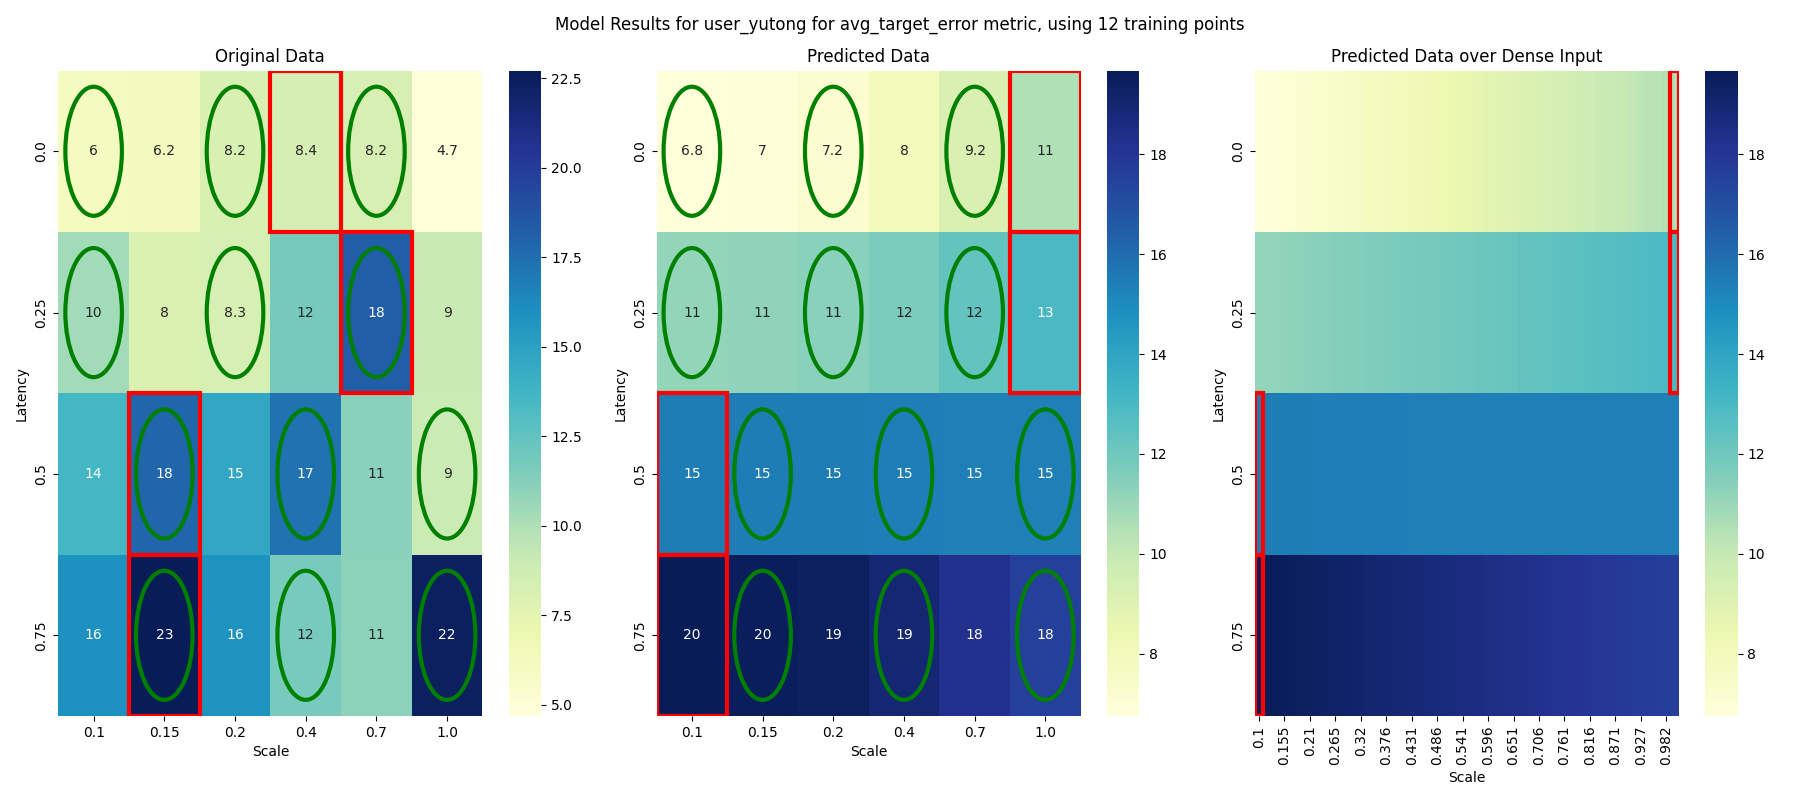 Model Results for user_yutong for avg_target_error metric, using 12 training points
Original Data
Latency
0.0 6 6.2 8.2 8.4 8.2 4.7
0.25 10 8 8.3 12 18 9
0.5 14 18 15 17 11 9
0.75 16 23 16 12 11 22
0.1 0.15 0.2 0.4 0.7 1.0
Scale
22.5
20.0
17.5
15.0
12.5
10.0
7.5
5.0
Predicted Data
Latency
0.0 6.8 7 7.2 8 9.2 11
0.25 11 11 11 12 12 13
0.5 15 15 15 15 15 15
0.75 20 20 19 19 18 18
0.1 0.15 0.2 0.4 0.7 1.0
Scale
18
16
14
12
10
8
Predicted Data over Dense Input
Latency
0.0
0.25
0.5
0.75
0.1 0.155 0.21 0.265 0.32 0.376 0.431 0.486 0.541 0.596 0.651 0.706 0.761 0.816 0.871 0.927 0.982
Scale
18
16
14
12
10
8